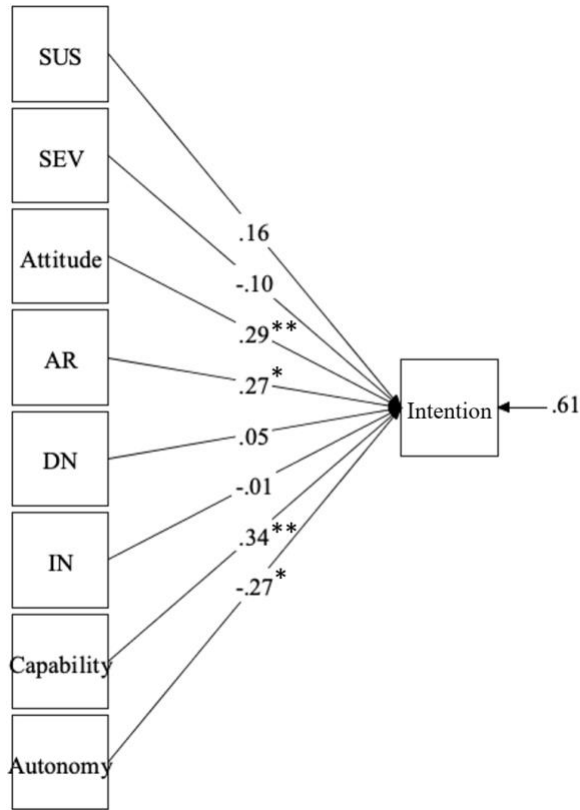 SUS
SEV
Attitude
AR
DN
IN
Capability
Autonomy
.16
-.10
.29**
.27*
.05
-.01
.34**
-.27*
Intention
.61